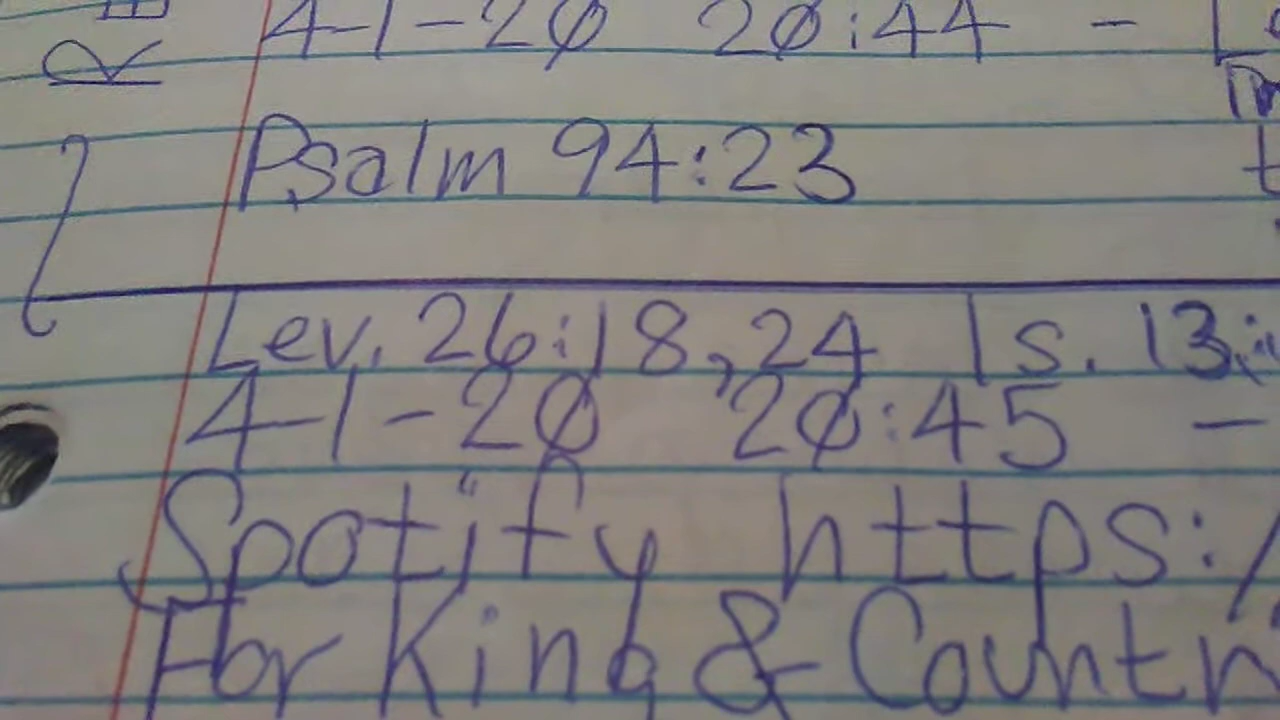 4-1-20 20:44 -
Psalm 94:23
Lev. 26:18,24 Is. 13:
4-1-20 20:45 -
Spotify https:/
For King & Countr